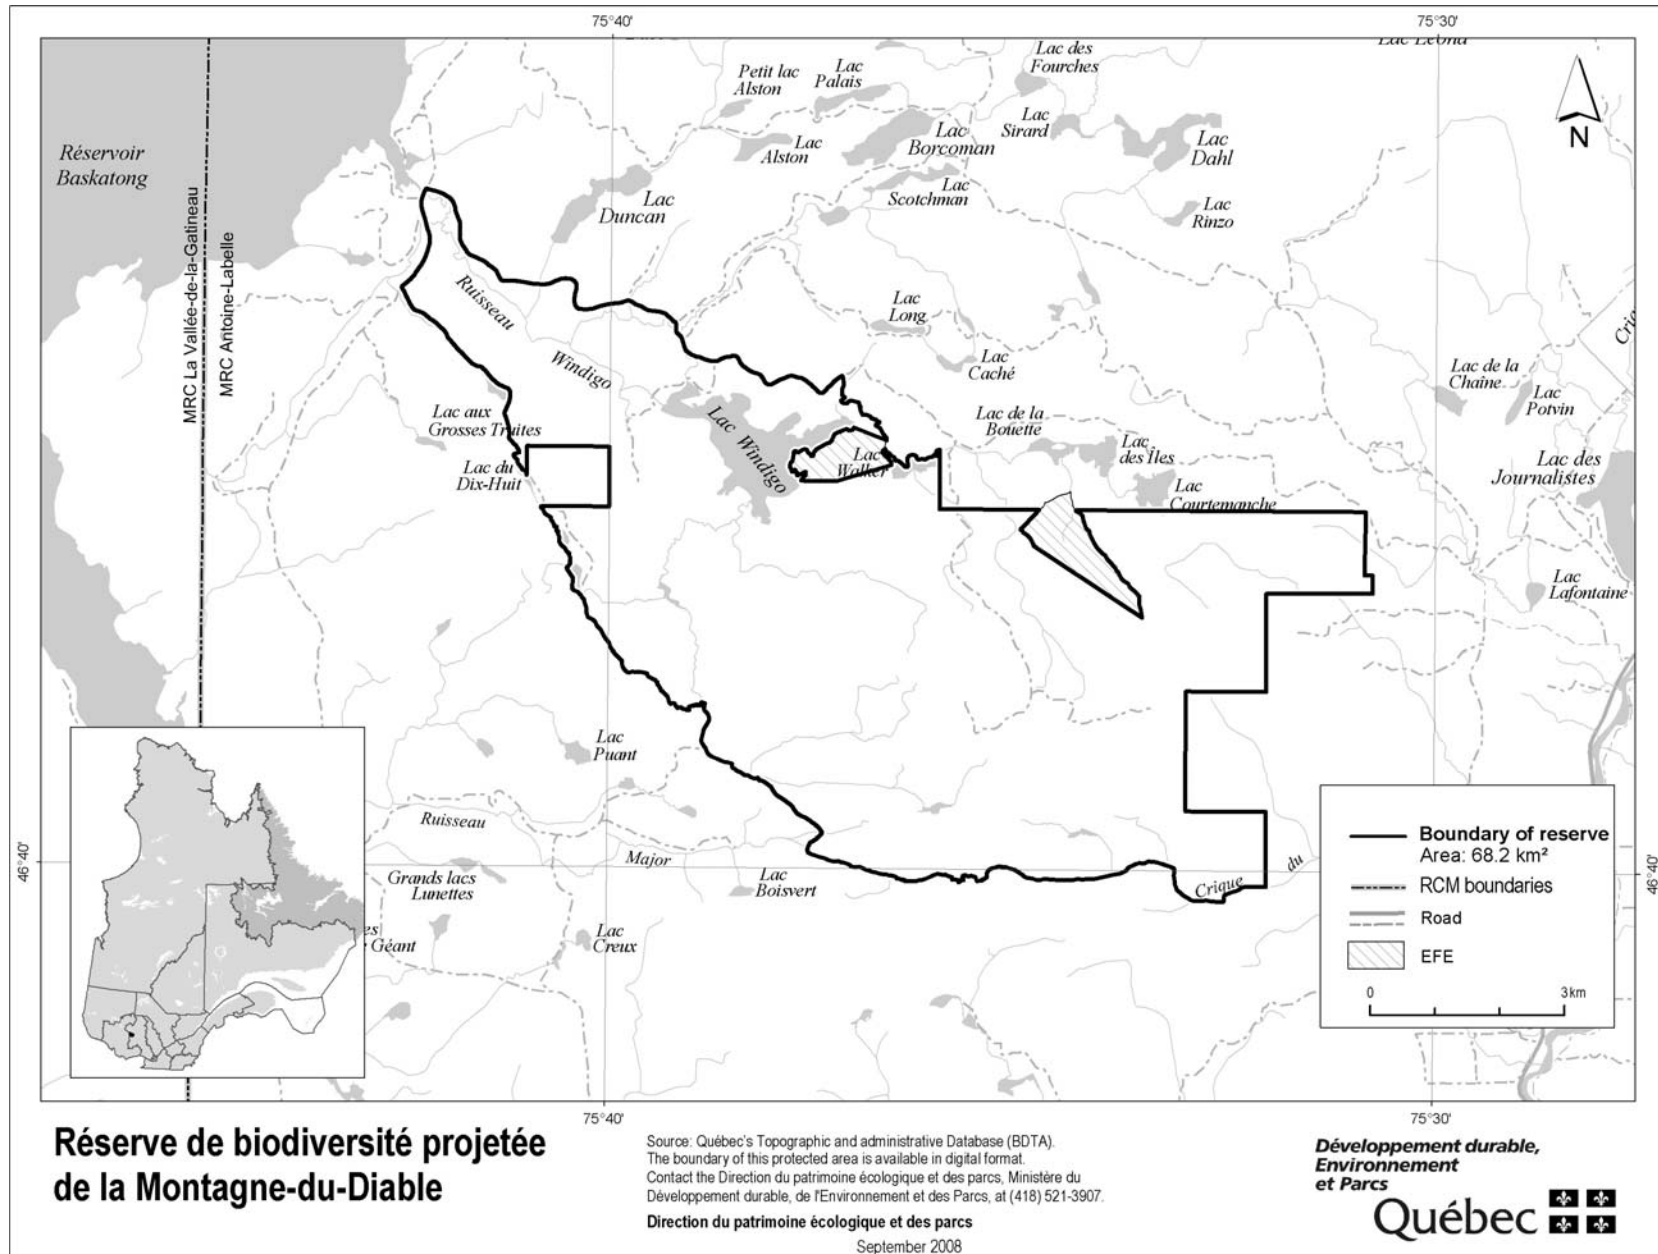 75°40'
75°30'
Petit lac
Alston
Lac
Palais
Lac des
Fourches
Lac
Sirard
Lac
Dahl
Lac
Borcoman
Lac
Alston
Lac
Scotchman
Lac
Rinzo
Lac
Duncan
N
Réservoir
Baskatong
MRC La Vallée-de-la-Gatineau
MRC Antoine-Labelle
Ruisseau
Windigo
Lac
Long
Lac
Caché
Lac de la
Chaîne
Lac
Potvin
Lac aux
Grosses Truites
Lac du
Dix-Huit
Lac Windigo
Lac
Walker
Lac de la
Bouette
Lac
des Îles
Lac
Courtemanche
Lac des
Journalistes
Lac
Lafontaine
Lac
Puant
Ruisseau
Major
Lac
Boisvert
Grands lacs
Lunettes
Lac
Creux
es
Géant
Crique
du
46°40'
46°40'
Boundary of reserve
Area: 68.2 km²
RCM boundaries
Road
EFE
0
3km
75°40'
75°30'
Réserve de biodiversité projetée
de la Montagne-du-Diable
Source: Québec's Topographic and administrative Database (BDTA).
The boundary of this protected area is available in digital format.
Contact the Direction du patrimoine écologique et des parcs, Ministère du
Développement durable, de l'Environnement et des Parcs, at (418) 521-3907.
Direction du patrimoine écologique et des parcs
September 2008
Développement durable,
Environnement
et Parcs
Québec